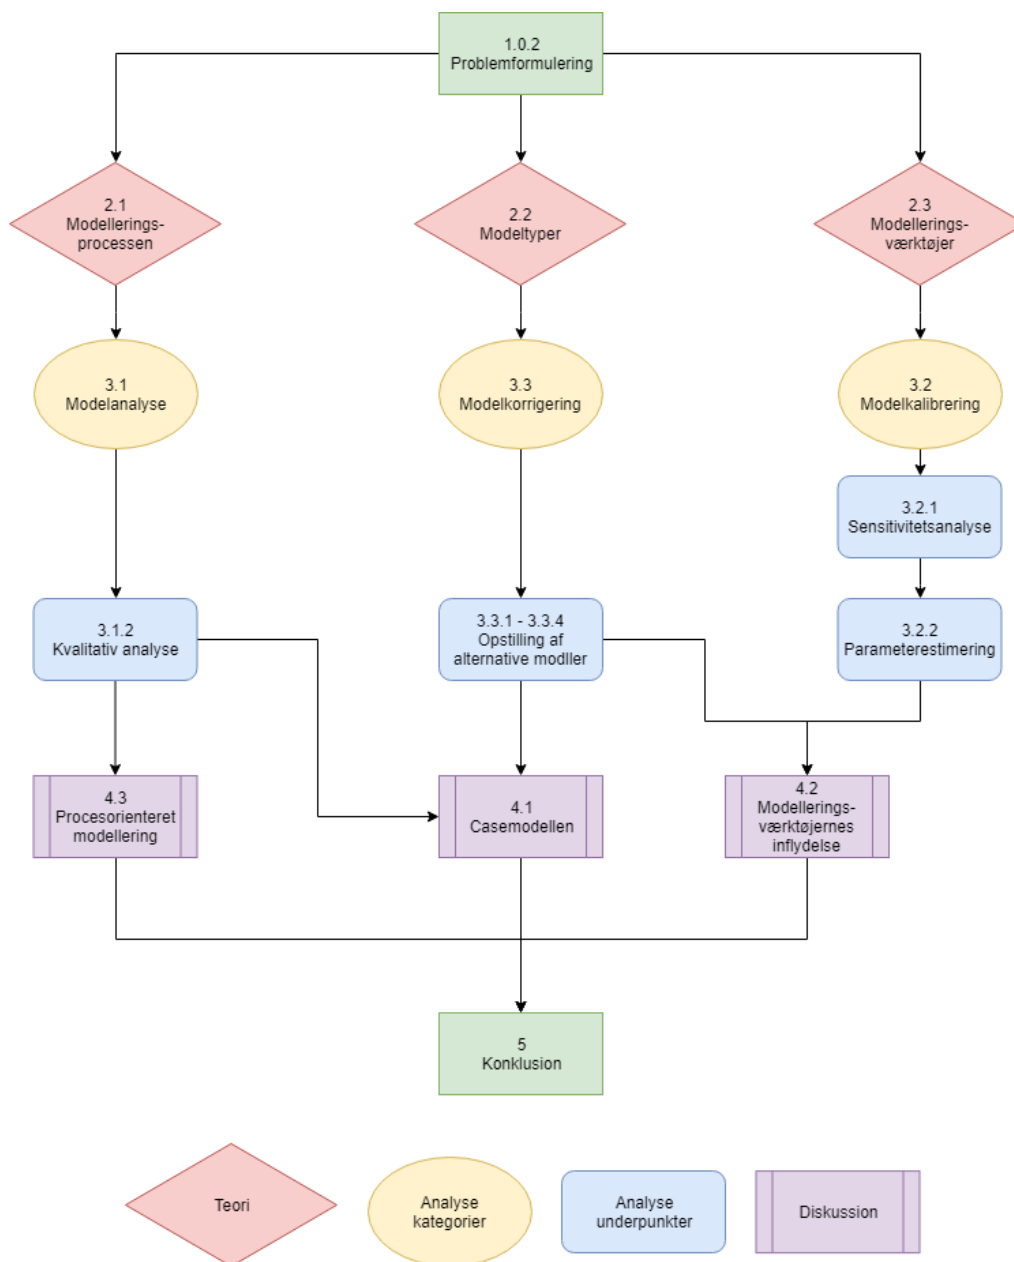 1.0.2
Problemformulering
2.1
Modellerings-
processen
2.2
Modeltyper
2.3
Modellerings-
værktøjer
3.1
Modelanalyse
3.3
Modelkorrigering
3.2
Modelkalibrering
3.2.1
Sensitivitetsanalyse
3.1.2
Kvalitativ analyse
3.3.1 - 3.3.4
Opstilling af
alternative modller
3.2.2
Parameterestimering
4.3
Procesorienteret
modellering
4.1
Casemodellen
4.2
Modellerings-
værktøjernes
inflydelse
5
Konklusion
Teori
Analyse
kategorier
Analyse
underpunkter
Diskussion